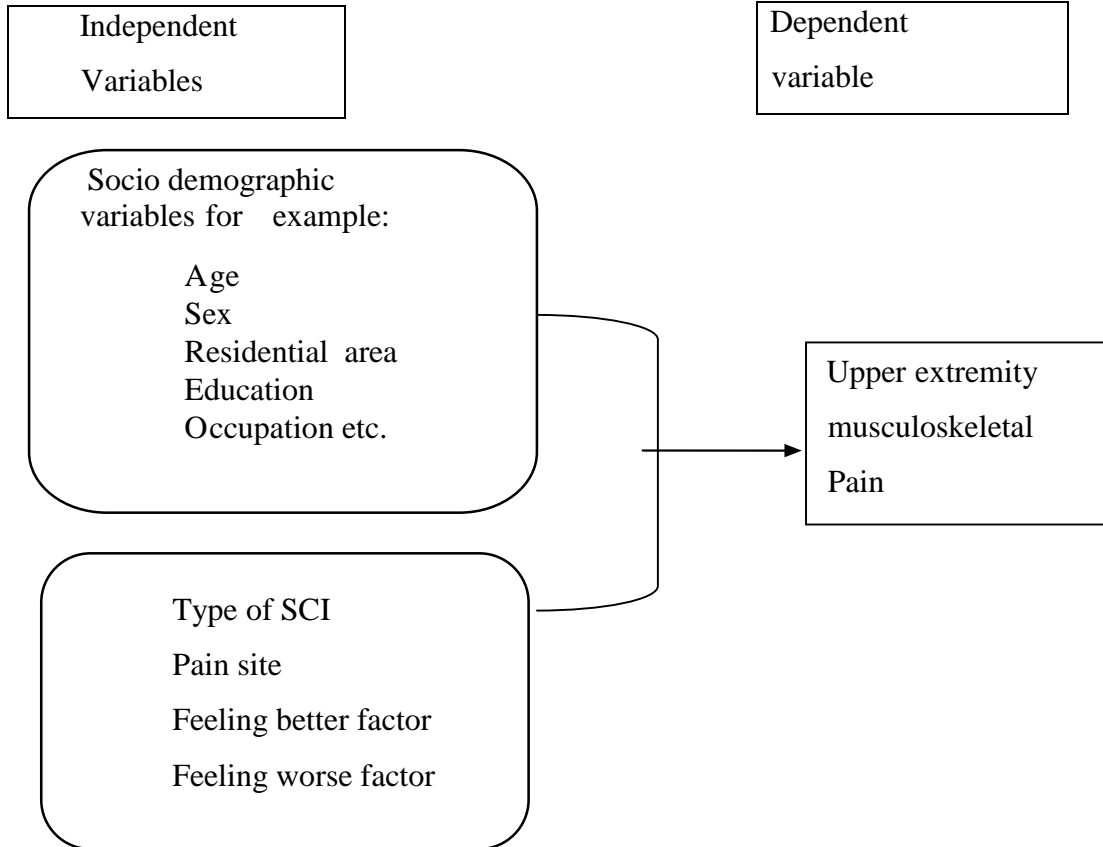 Independent
Variables
Dependent
variable
Socio demographic
variables for example:
Age
Sex
Residential area
Education
Occupation etc.
Type of SCI
Pain site
Feeling better factor
Feeling worse factor
Upper extremity
musculoskeletal
Pain